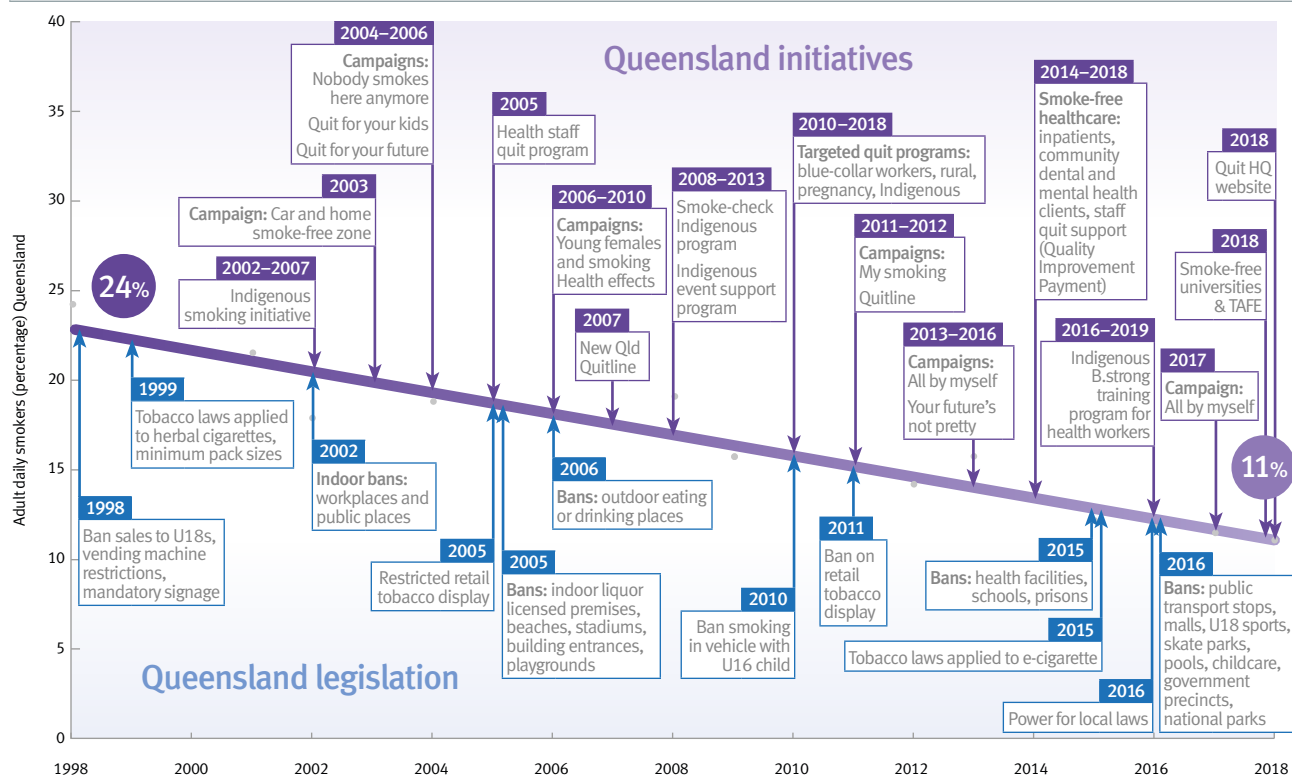 Adult daily smokers (percentage) Queensland
40
35
30
25
20
15
10
5
0
Queensland initiatives
24%
2002–2007
Indigenous
smoking initiative
2003
Campaign: Car and home
smoke-free zone
2004–2006
Campaigns:
Nobody smokes
here anymore
Quit for your kids
Quit for your future
2005
Health staff
quit program
2006–2010
Campaigns:
Young females
and smoking
Health effects
2007
New Qld
Quitline
2008–2013
Smoke-check
Indigenous
program
Indigenous
event support
program
2010–2018
Targeted quit programs:
blue-collar workers, rural,
pregnancy, Indigenous
2011–2012
Campaigns:
My smoking
Quitline
2013–2016
Campaigns:
All by myself
Your future's
not pretty
2014–2018
Smoke-free
healthcare:
inpatients,
community
dental and
mental health
clients, staff
quit support
(Quality
Improvement
Payment)
2016–2019
Indigenous
B.strong
training
program for
health workers
2017
Campaign:
All by myself
2018
Smoke-free
universities
& TAFE
2018
Quit HQ
website
11%
1998
Ban sales to U18s,
vending machine
restrictions,
mandatory signage
1999
Tobacco laws applied
to herbal cigarettes,
minimum pack sizes
2002
Indoor bans:
workplaces and
public places
2005
Restricted retail
tobacco display
2005
Bans: indoor liquor
licensed premises,
beaches, stadiums,
building entrances,
playgrounds
2006
Bans: outdoor eating
or drinking places
2010
Ban smoking
in vehicle with
U16 child
2011
Ban on
retail
tobacco
display
2015
Bans: health facilities,
schools, prisons
2015
Tobacco laws applied to e-cigarette
2016
Power for local laws
2016
Bans: public
transport stops,
malls, U18 sports,
skate parks,
pools, childcare,
government
precincts,
national parks
Queensland legislation
1998 2000 2002 2004 2006 2008 2010 2012 2014 2016 2018